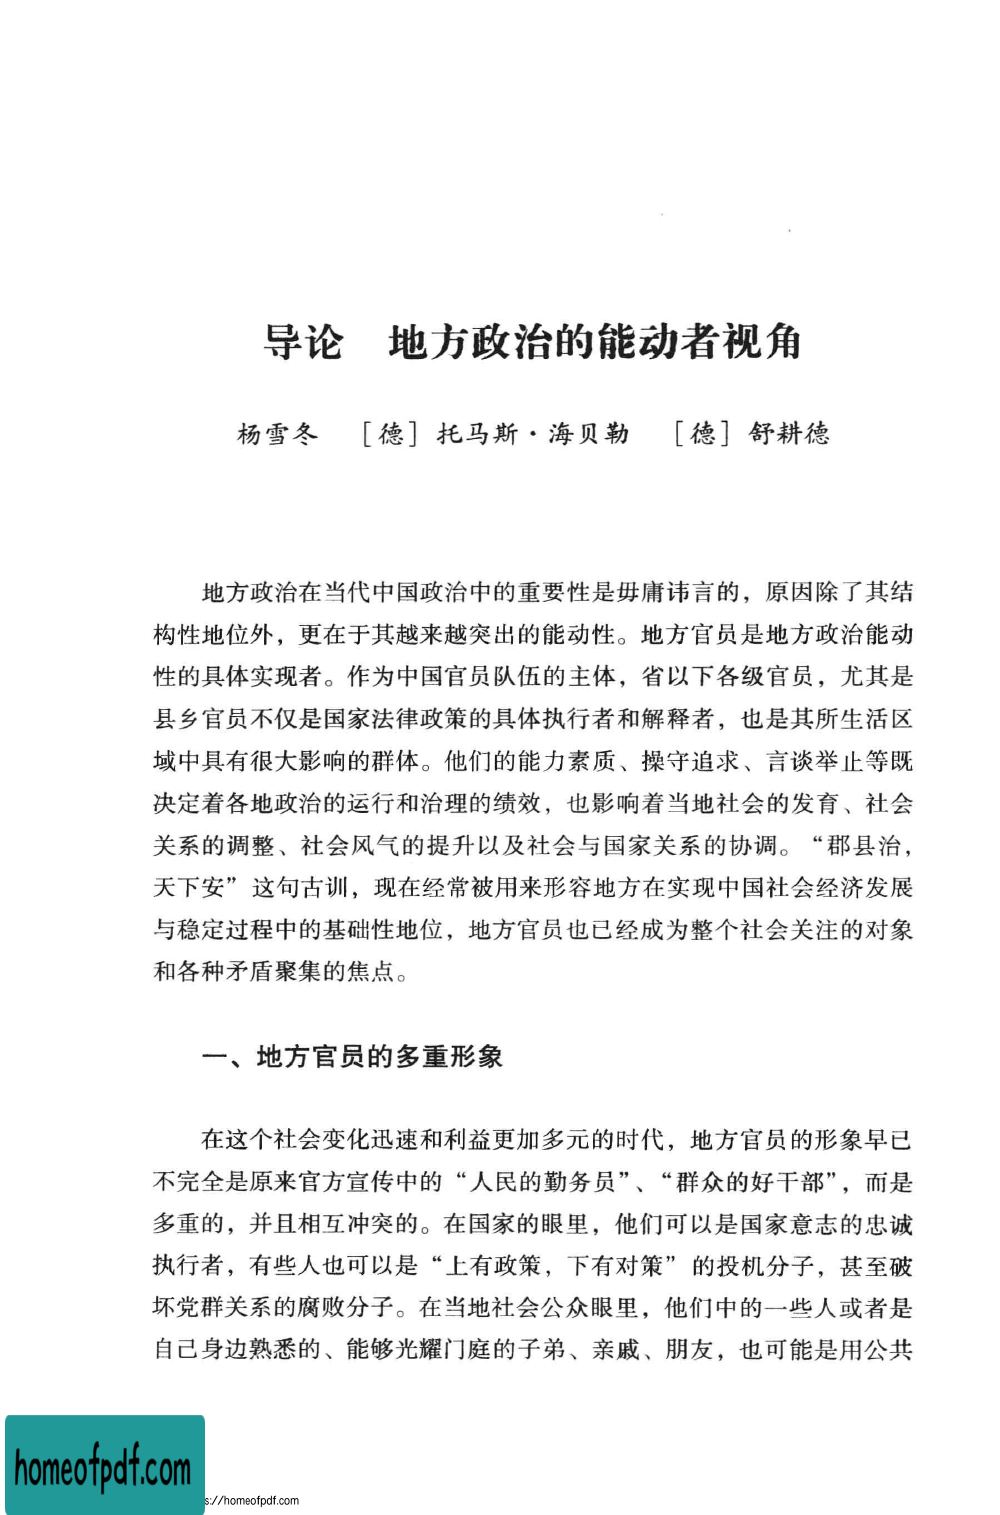 导论　地方政治的能动者视角
杨雪冬　［德］托马斯·海贝勒　［德］舒耕德
地方政治在当代中国政治中的重要性是毋庸讳言的，原因除了其结
构性地位外，更在于其越来越突出的能动性。地方官员是地方政治能动
性的具体实现者。作为中国官员队伍的主体，省以下各级官员，尤其是
县乡官员不仅是国家法律政策的具体执行者和解释者，也是其所生活区
域中具有很大影响的群体。他们的能力素质、操守追求、言谈举止等既
决定着各地政治的运行和治理的绩效，也影响着当地社会的发育、社会
关系的调整、社会风气的提升以及社会与国家关系的协调。“郡县治，
天下安”这句古训，现在经常被用来形容地方在实现中国社会经济发展
与稳定过程中的基础性地位，地方官员也已经成为整个社会关注的对象
和各种矛盾聚集的焦点。
一、地方官员的多重形象
在这个社会变化迅速和利益更加多元的时代，地方官员的形象早已
不完全是原来官方宣传中的“人民的勤务员”、“群众的好干部”，而是
多重的，并且相互冲突的。在国家的眼里，他们可以是国家意志的忠诚
执行者，有些人也可以是“上有政策，下有对策”的投机分子，甚至破
坏党群关系的腐败分子。在当地社会公众眼里，他们中的一些人或者是
自己身边熟悉的、能够光耀门庭的子弟、亲戚、朋友，也可能是用公共
homeofpdf.com
s://homeofpdf.com